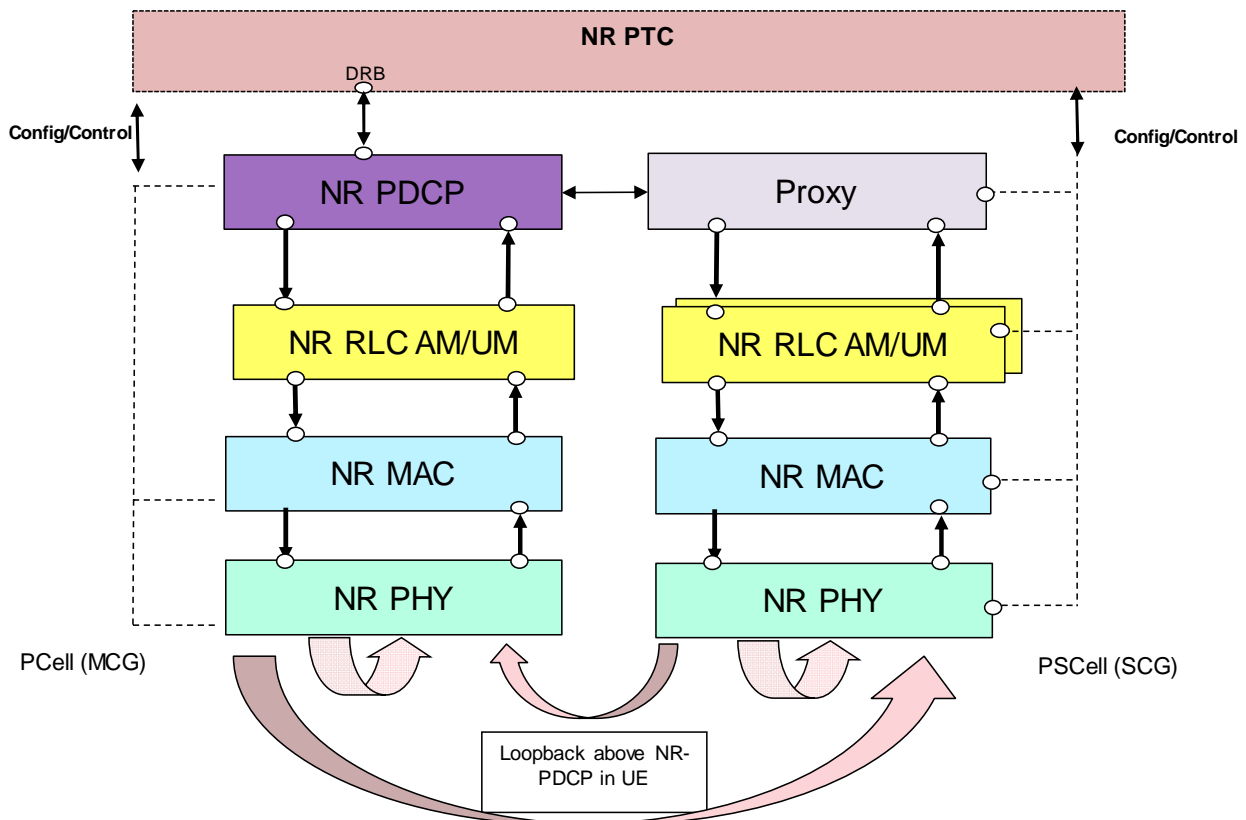 NR PTC
DRB
Config/Control
Config/Control
NR PDCP
Proxy
NR RLC AM/UM
NR RLC AM/UM
NR MAC
NR MAC
NR PHY
NR PHY
PCell (MCG)
PSCell (SCG)
Loopback above NR-
PDCP in UE